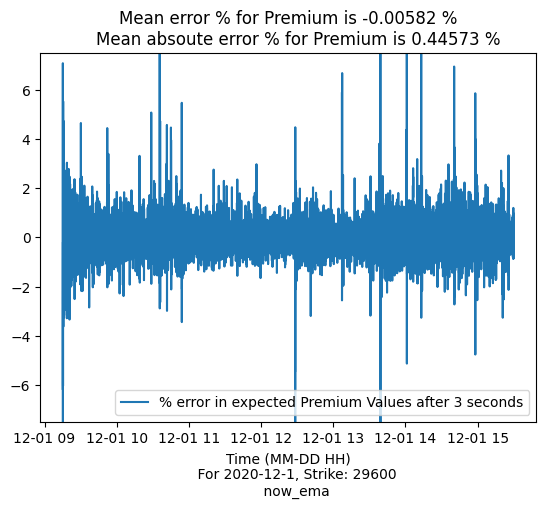 Mean error % for Premium is -0.00582 %
Mean absoute error % for Premium is 0.44573 %
6
4
2
0
−2
−4
−6
% error in expected Premium Values after 3 seconds
12-01 09 12-01 10 12-01 11 12-01 12 12-01 13 12-01 14 12-01 15
Time (MM-DD HH)
For 2020-12-1, Strike: 29600
now_ema